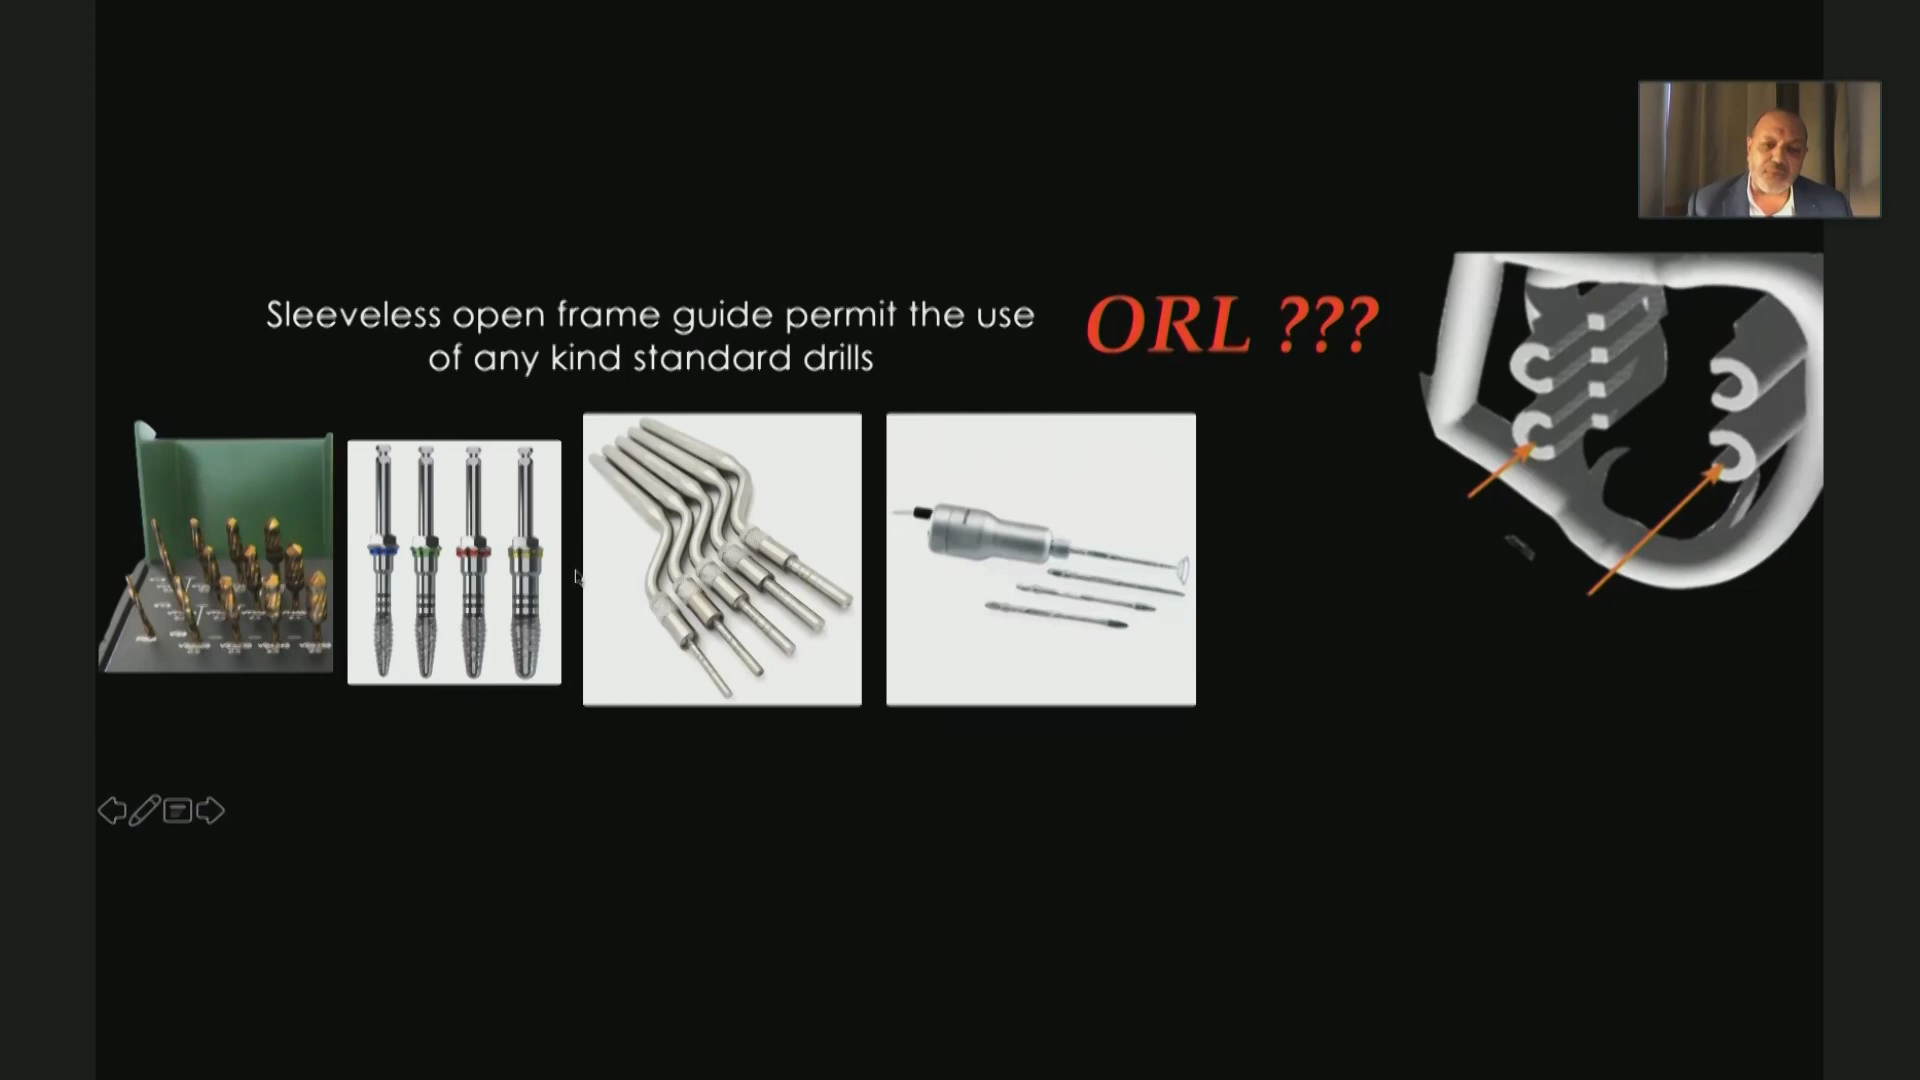 Sleeveless open frame guide permit the use
of any kind standard drills
ORL ???